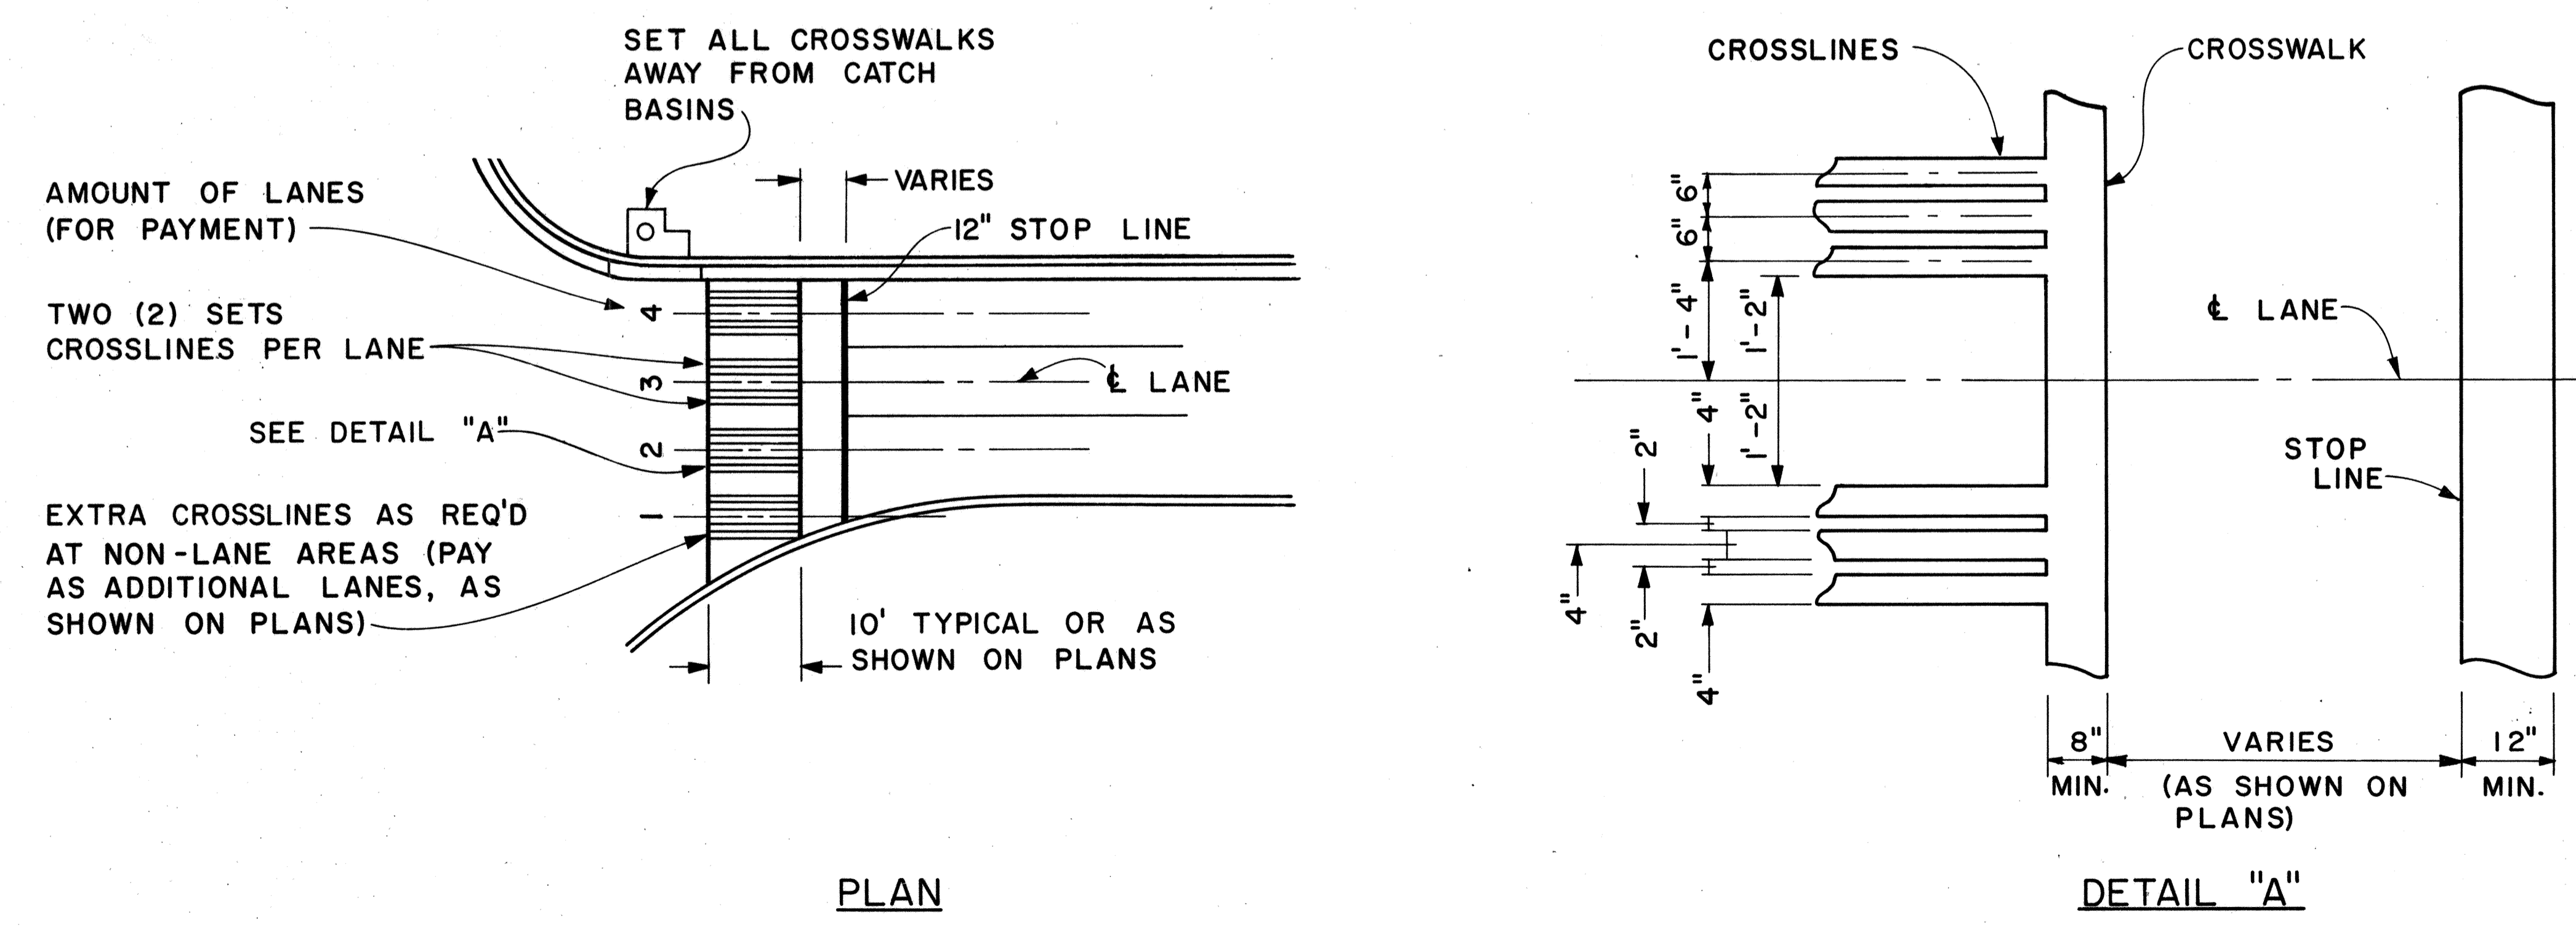 SET ALL CROSSWALKS
AWAY FROM CATCH
BASINS
AMOUNT OF LANES
(FOR PAYMENT)
VARIES
12" STOP LINE
TWO (2) SETS
CROSSLINES PER LANE
4
3
2
1
℄ LANE
SEE DETAIL "A"
EXTRA CROSSLINES AS REQ'D
AT NON-LANE AREAS (PAY
AS ADDITIONAL LANES, AS
SHOWN ON PLANS)
10' TYPICAL OR AS
SHOWN ON PLANS
PLAN
CROSSLINES
CROSSWALK
6"
6"
1'-4"
1'-2"
℄ LANE
4"
1'-2"
2"
STOP
LINE
4"
2"
4"
8"
MIN.
VARIES
(AS SHOWN ON
PLANS)
12"
MIN.
DETAIL "A"